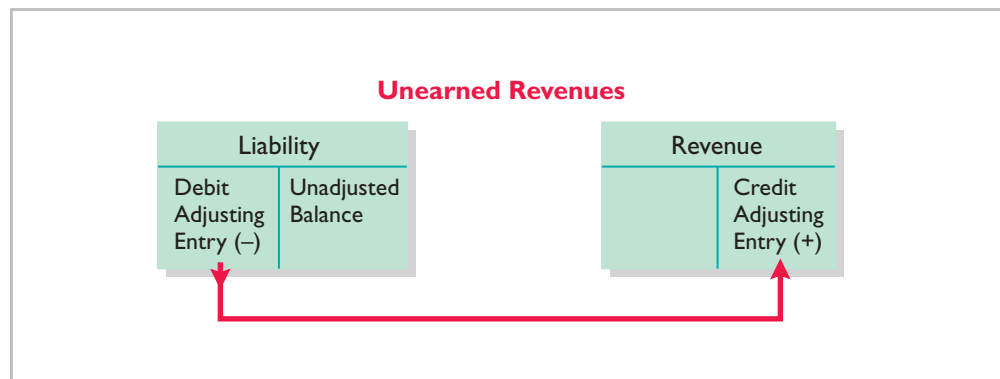 Unearned Revenues
Liability
Debit
Adjusting
Entry (–)
Unadjusted
Balance
Revenue
Credit
Adjusting
Entry (+)